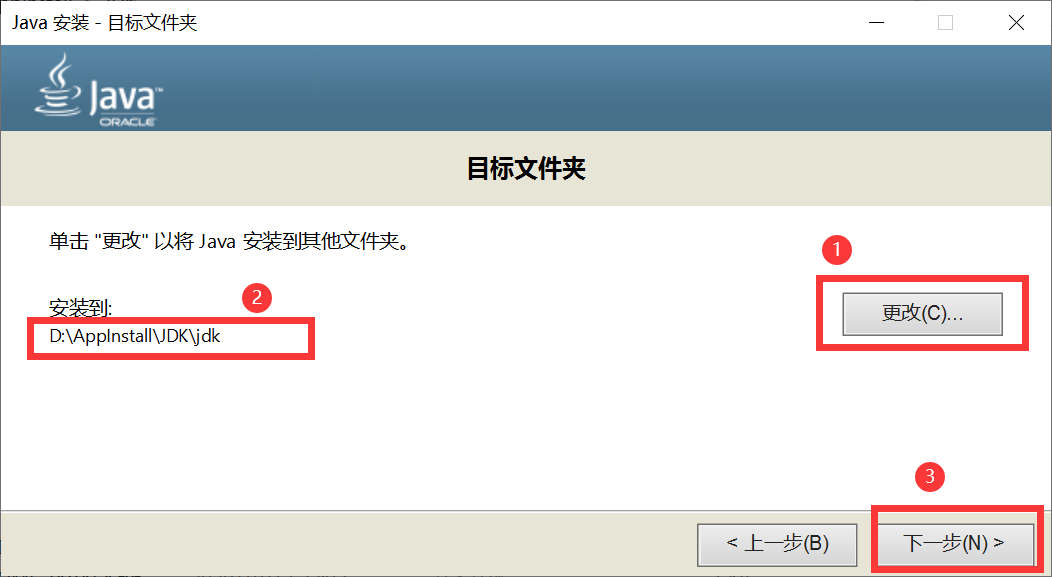 Java 安装 - 目标文件夹
Java™
ORACLE
目标文件夹
单击 "更改" 以将 Java 安装到其他文件夹。
1
安装到:
2
D:\AppInstall\JDK\jdk
更改(C)...
3
< 上一步(B)
下一步(N) >